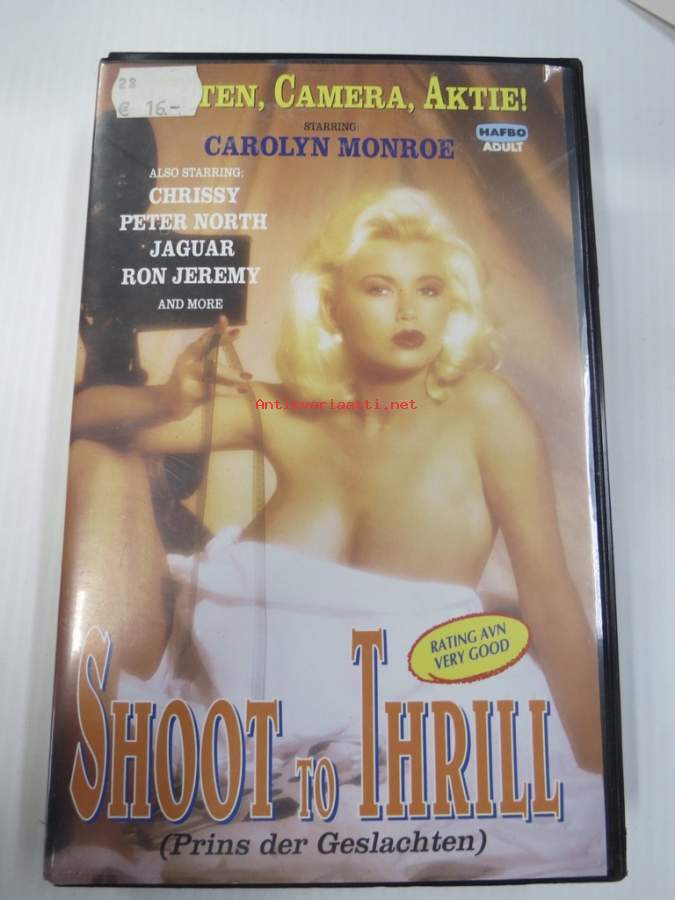 28
€ 16.-
TEN, CAMERA, AKTIE!
STARRING:
CAROLYN MONROE
HAFBO
ADULT
ALSO STARRING:
CHRISSY
PETER NORTH
JAGUAR
RON JEREMY
AND MORE
Antikvariaatti.net
RATING AVN
VERY GOOD
SHOOT TO THRILL
(Prins der Geslachten)